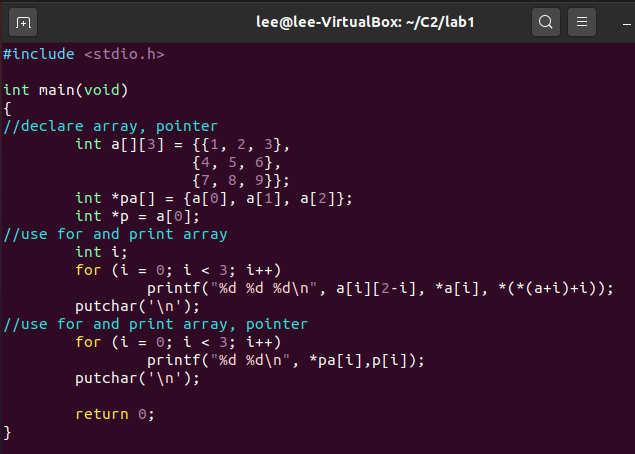 lee@lee-VirtualBox: ~/C2/lab1
#include <stdio.h>

int main(void)
{
//declare array, pointer
        int a[][3] = {{1, 2, 3},
                     {4, 5, 6},
                     {7, 8, 9}};
        int *pa[] = {a[0], a[1], a[2]};
        int *p = a[0];
//use for and print array
        int i;
        for (i = 0; i < 3; i++)
                printf("%d %d %d\n", a[i][2-i], *a[i], *(*(a+i)+i));
        putchar('\n');
//use for and print array, pointer
        for (i = 0; i < 3; i++)
                printf("%d %d\n", *pa[i],p[i]);
        putchar('\n');

        return 0;
}